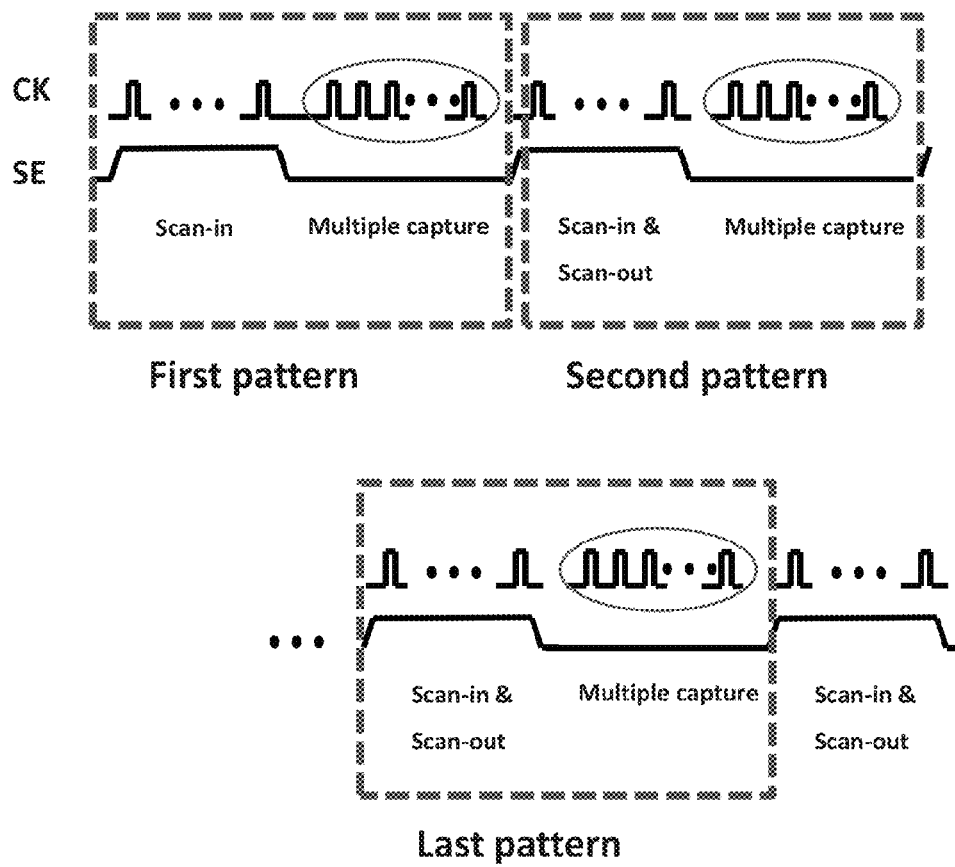 CK
SE
Scan-in
Multiple capture
Scan-in &
Scan-out
Multiple capture
First pattern
Second pattern
Scan-in &
Scan-out
Multiple capture
Scan-in &
Scan-out
Last pattern